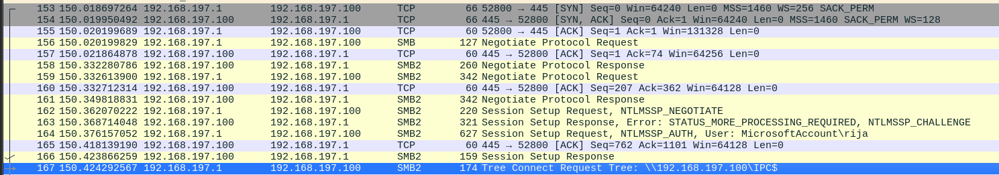 153 150.018697264 192.168.197.1 192.168.197.100 TCP 66 52800 → 445 [SYN] Seq=0 Win=64240 Len=0 MSS=1460 WS=256 SACK_PERM
154 150.019950492 192.168.197.100 192.168.197.1 TCP 66 445 → 52800 [SYN, ACK] Seq=0 Ack=1 Win=64240 Len=0 MSS=1460 SACK_PERM WS=128
155 150.020199689 192.168.197.1 192.168.197.100 TCP 60 52800 → 445 [ACK] Seq=1 Ack=1 Win=131328 Len=0
156 150.020199829 192.168.197.1 192.168.197.100 SMB 127 Negotiate Protocol Request
157 150.021864878 192.168.197.100 192.168.197.1 TCP 60 445 → 52800 [ACK] Seq=1 Ack=74 Win=64256 Len=0
158 150.332280786 192.168.197.100 192.168.197.1 SMB2 260 Negotiate Protocol Response
159 150.332613900 192.168.197.1 192.168.197.100 SMB2 342 Negotiate Protocol Request
160 150.332712314 192.168.197.100 192.168.197.1 TCP 60 445 → 52800 [ACK] Seq=207 Ack=362 Win=64128 Len=0
161 150.349818831 192.168.197.100 192.168.197.1 SMB2 342 Negotiate Protocol Response
162 150.362070222 192.168.197.1 192.168.197.100 SMB2 220 Session Setup Request, NTLMSSP_NEGOTIATE
163 150.368714048 192.168.197.100 192.168.197.1 SMB2 321 Session Setup Response, Error: STATUS_MORE_PROCESSING_REQUIRED, NTLMSSP_CHALLENGE
164 150.376157052 192.168.197.1 192.168.197.100 SMB2 627 Session Setup Request, NTLMSSP_AUTH, User: MicrosoftAccount\rija
165 150.418139190 192.168.197.100 192.168.197.1 TCP 60 445 → 52800 [ACK] Seq=762 Ack=1101 Win=64128 Len=0
166 150.423866259 192.168.197.100 192.168.197.1 SMB2 159 Session Setup Response
167 150.424292567 192.168.197.1 192.168.197.100 SMB2 174 Tree Connect Request Tree: \\192.168.197.100\IPC$